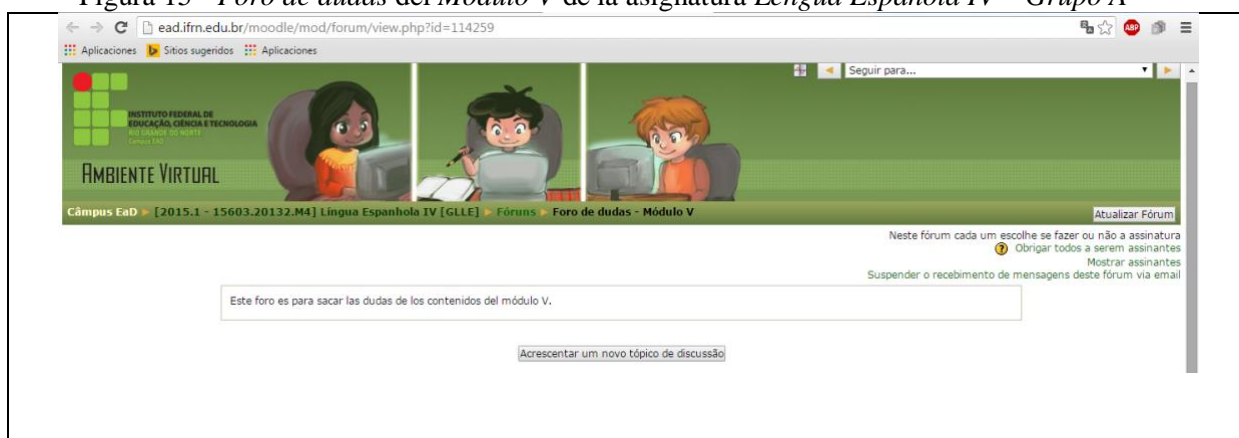 Figura 15 - Foro de dudas del Módulo V de la asignatura Lengua Española IV – Grupo A
ead.ifrn.edu.br/moodle/mod/forum/view.php?id=114259
ABP
Aplicaciones Sitios sugeridos Aplicaciones
Seguir para...
INSTITUTO FEDERAL DE
EDUCAÇÃO, CIÊNCIA E TECNOLOGIA
RIO GRANDE DO NORTE
Campus EAD
AMBIENTE VIRTUAL
Câmpus EaD ► [2015.1 - 15603.20132.M4] Língua Espanhola IV [GLLE] ► Fóruns ► Foro de dudas - Módulo V
Atualizar Fórum
Neste fórum cada um escolhe se fazer ou não a assinatura
Obrigar todos a serem assinantes
Mostrar assinantes
Suspender o recebimento de mensagens deste fórum via email
Este foro es para sacar las dudas de los contenidos del módulo V.
Acrescentar um novo tópico de discussão